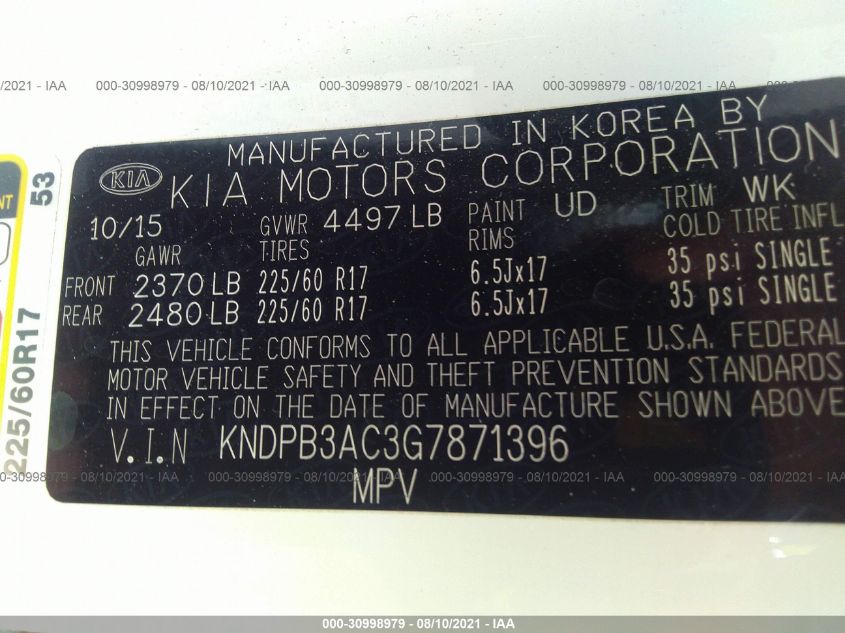 8/10/2021 - IAA 000-30998979 - 08/10/2021 - IAA 000-30998979 - 08/10/2021 - IAA 000-30998979 - 08/10/2021 - IAA
MANUFACTURED IN KOREA BY
KIA KIA MOTORS CORPORATION
10/15 GVWR 4497 LB PAINT UD TRIM WK
GAWR TIRES RIMS COLD TIRE INFL
FRONT 2370 LB 225/60 R17 6.5Jx17 35 psi SINGLE
REAR 2480 LB 225/60 R17 6.5Jx17 35 psi SINGLE
THIS VEHICLE CONFORMS TO ALL APPLICABLE U.S.A. FEDERAL
MOTOR VEHICLE SAFETY AND THEFT PREVENTION STANDARDS
IN EFFECT ON THE DATE OF MANUFACTURE SHOWN ABOVE
V.I.N KNDPB3AC3G7871396
MPV
53
225/60R17
000-30998979 - 08/10/2021 - IAA